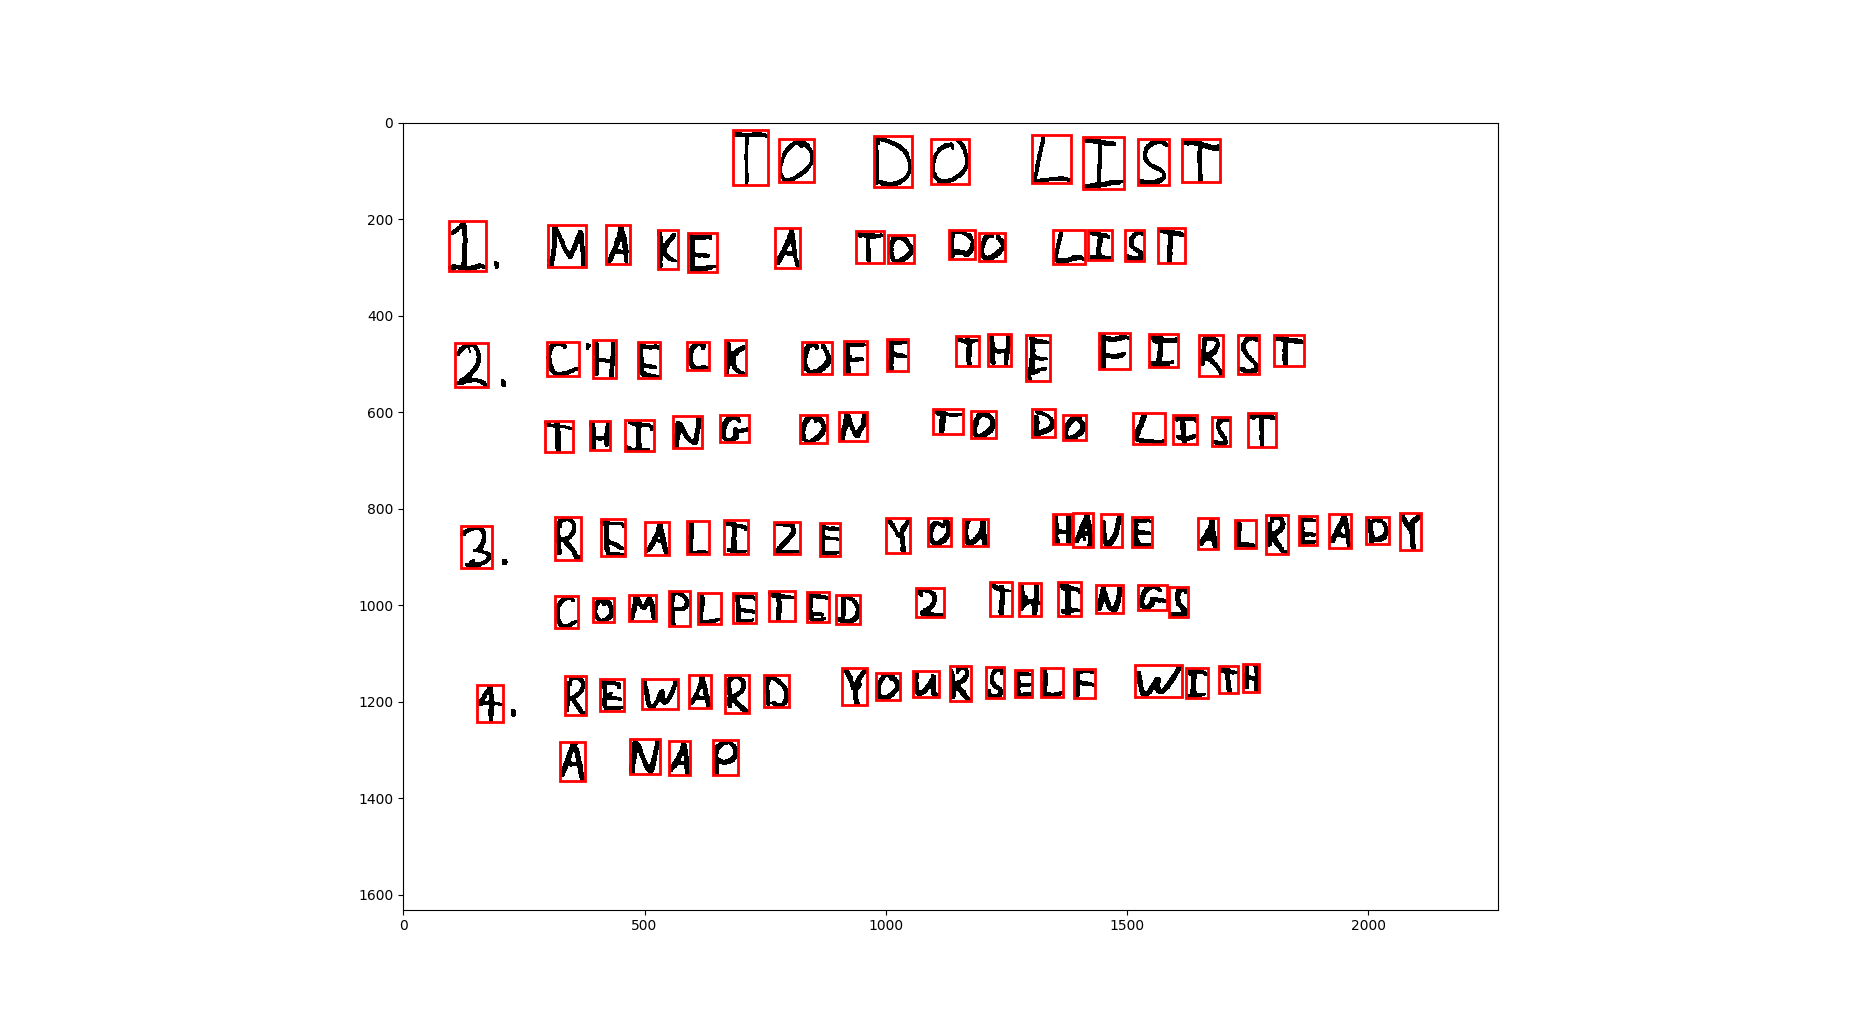 TO DO LIST
1. MAKE A TO DO LIST
2. CHECK OFF THE FIRST
THING ON TO DO LIST
3. REALIZE YOU HAVE ALREADY
COMPLETED 2 THINGS
4. REWARD YOURSELF WITH
A NAP
0
200
400
600
800
1000
1200
1400
1600
0 500 1000 1500 2000